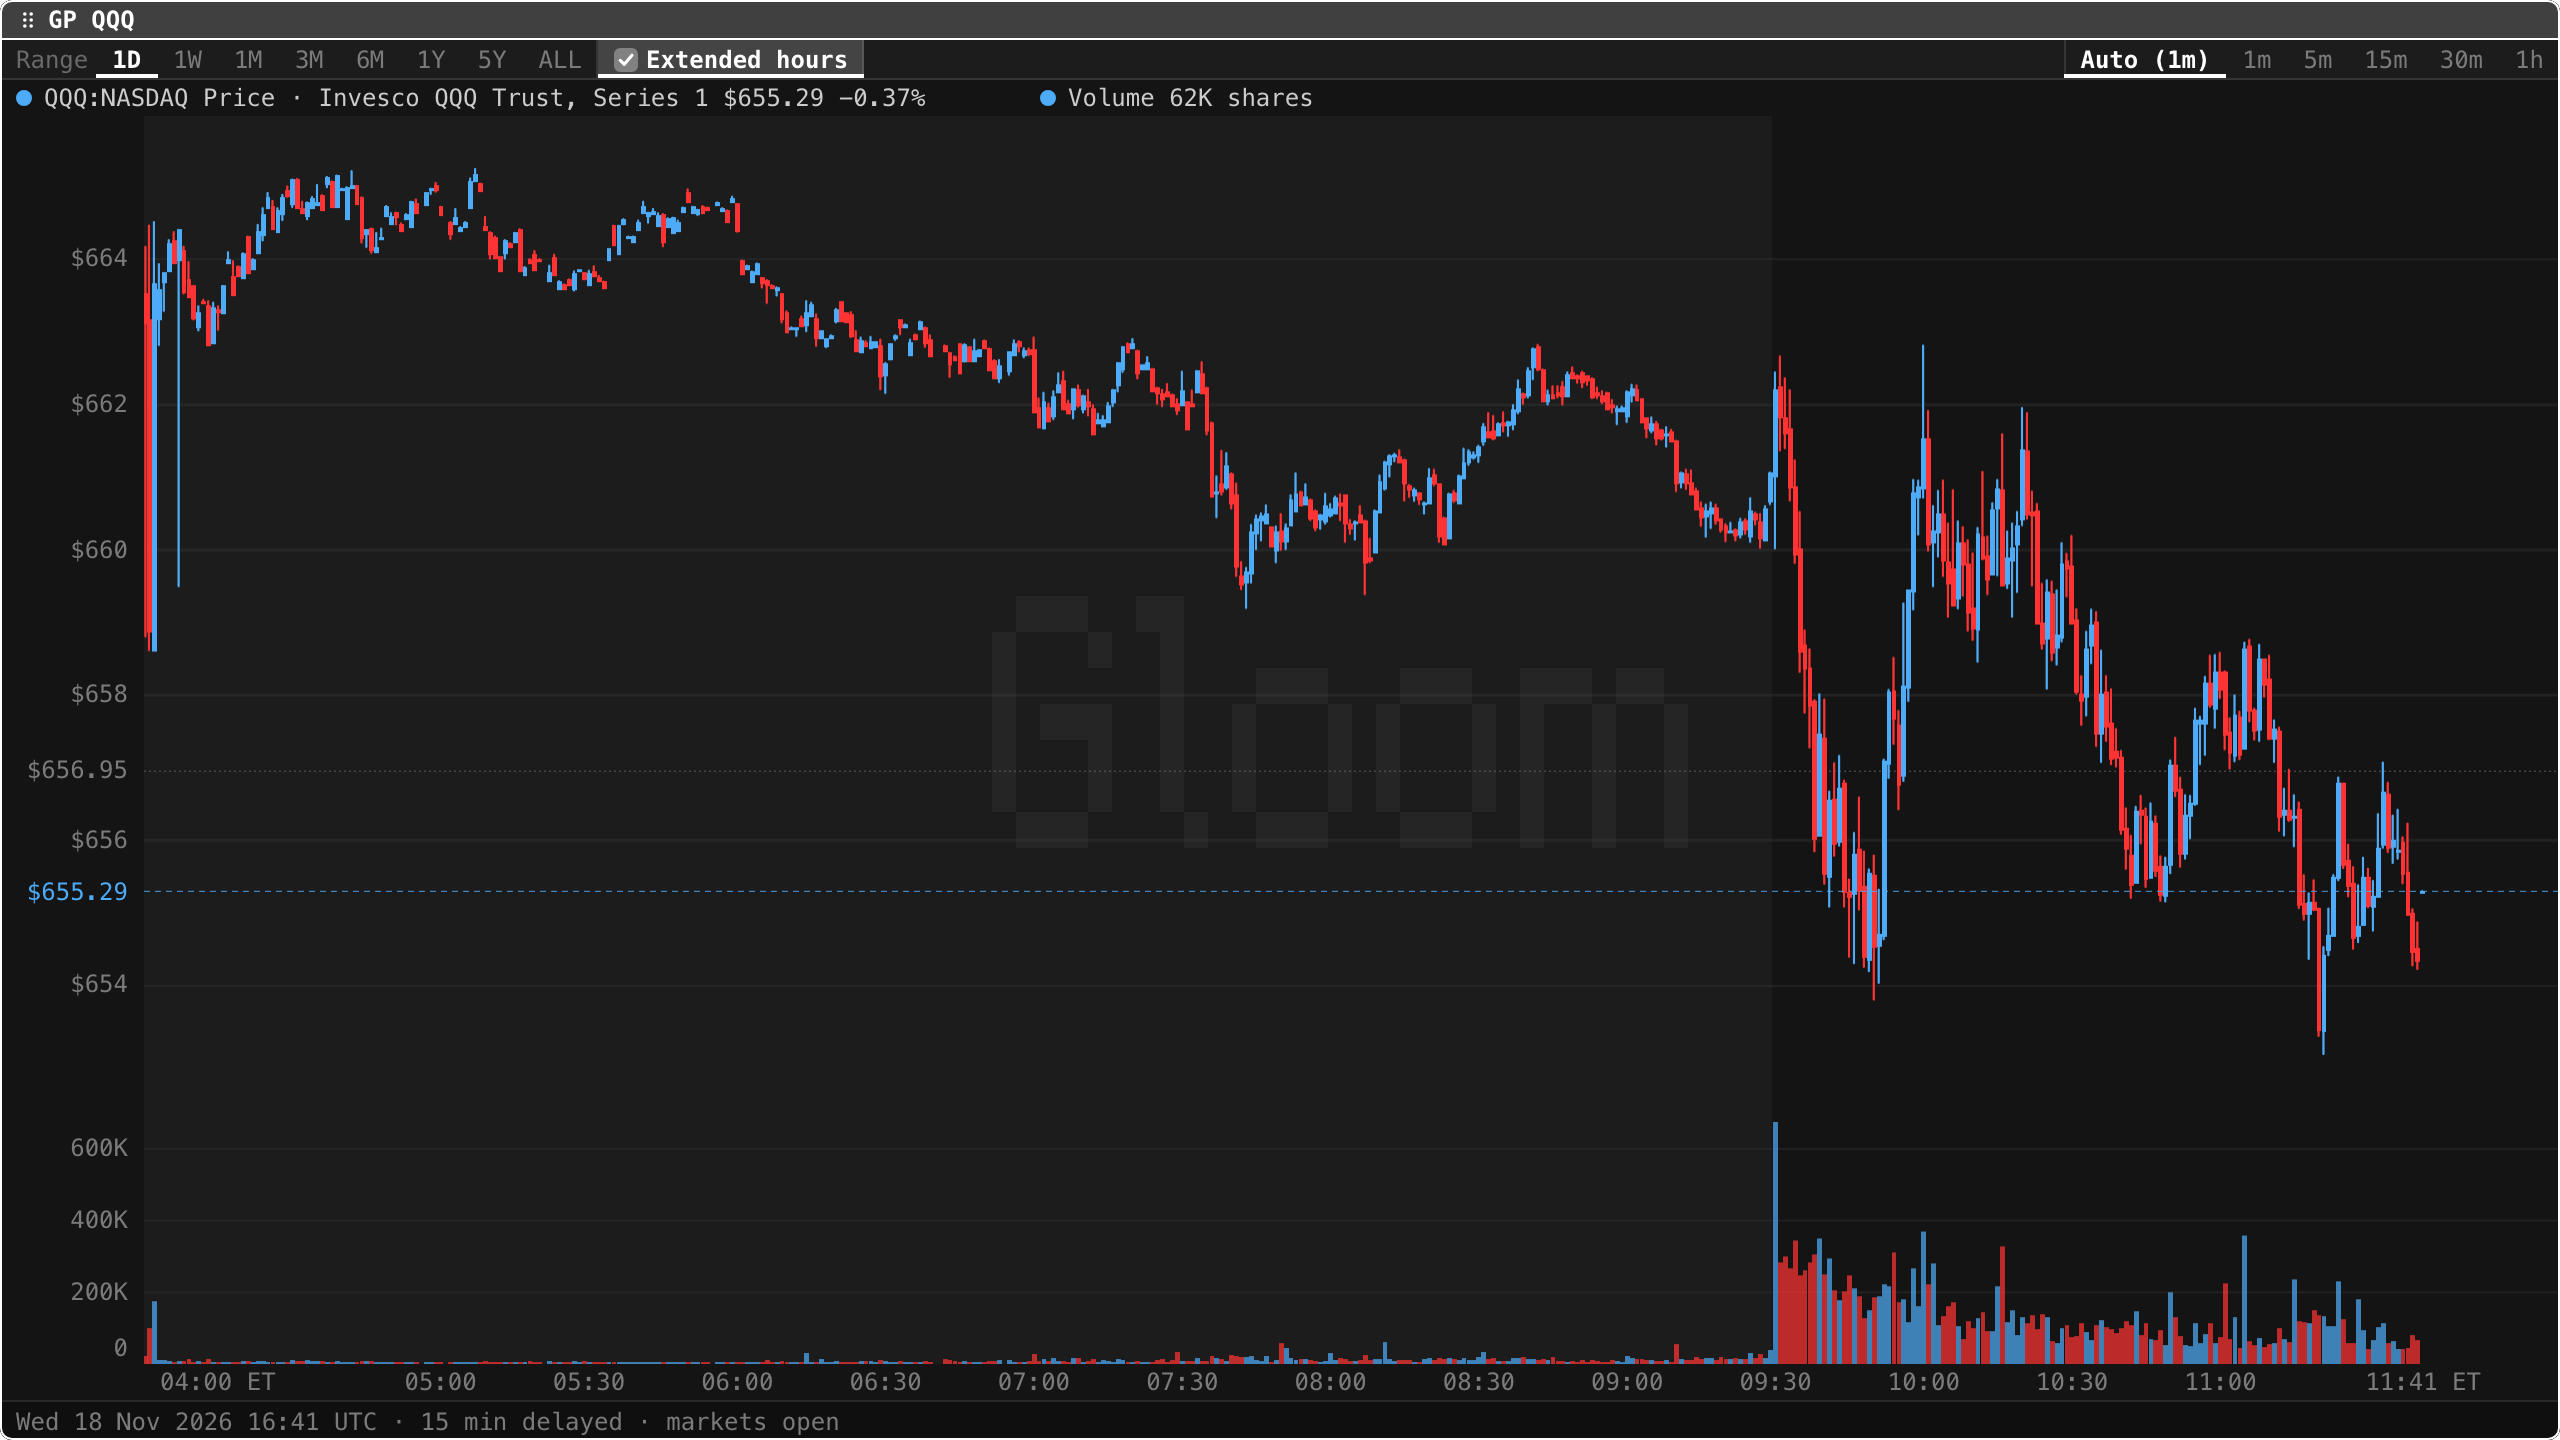 GP QQQ
Range 1D 1W 1M 3M 6M 1Y 5Y ALL Extended hours Auto (1m) 1m 5m 15m 30m 1h
QQQ:NASDAQ Price · Invesco QQQ Trust, Series 1 $655.29 −0.37% Volume 62K shares
$664
$662
$660
$658
$656.95
$656
$655.29
$654
Gloom
600K
400K
200K
0
04:00 ET 05:00 05:30 06:00 06:30 07:00 07:30 08:00 08:30 09:00 09:30 10:00 10:30 11:00 11:41 ET
Wed 18 Nov 2026 16:41 UTC · 15 min delayed · markets open